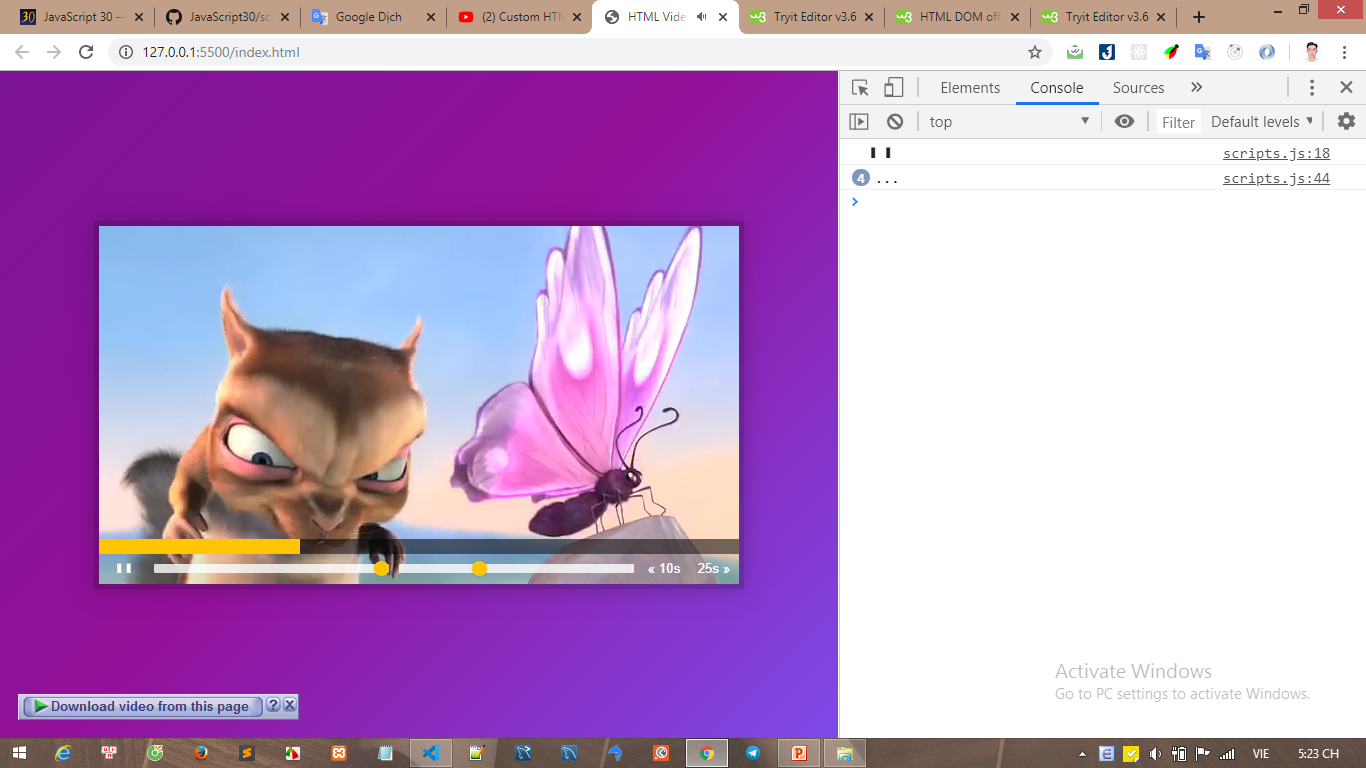 JavaScript 30 —
JavaScript30/sc
Google Dịch
(2) Custom HTM
HTML Vide
Tryit Editor v3.6
HTML DOM off
Tryit Editor v3.6
127.0.0.1:5500/index.html
Elements Console Sources »
top Filter Default levels
❚ ❚ scripts.js:18
4 ... scripts.js:44
❚ ❚ « 10s 25s »
Activate Windows
Go to PC settings to activate Windows.
Download video from this page ? X
VIE 5:23 CH